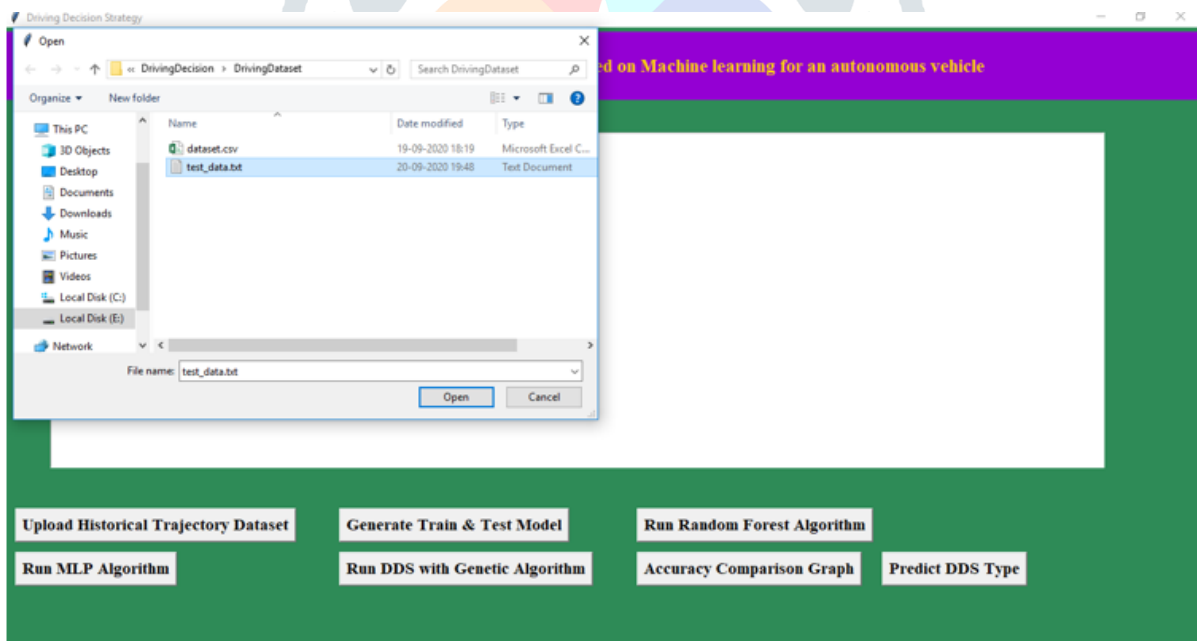 Driving Decision Strategy
Open
« DrivingDecision › DrivingDataset
Search DrivingDataset
ed on Machine learning for an autonomous vehicle
Organize
New folder
This PC
3D Objects
Desktop
Documents
Downloads
Music
Pictures
Videos
Local Disk (C:)
Local Disk (E:)
Network
Name Date modified Type
dataset.csv 19-09-2020 18:19 Microsoft Excel C...
test_data.txt 20-09-2020 19:48 Text Document
File name: test_data.txt
Open Cancel
Upload Historical Trajectory Dataset Generate Train & Test Model Run Random Forest Algorithm
Run MLP Algorithm Run DDS with Genetic Algorithm Accuracy Comparison Graph Predict DDS Type